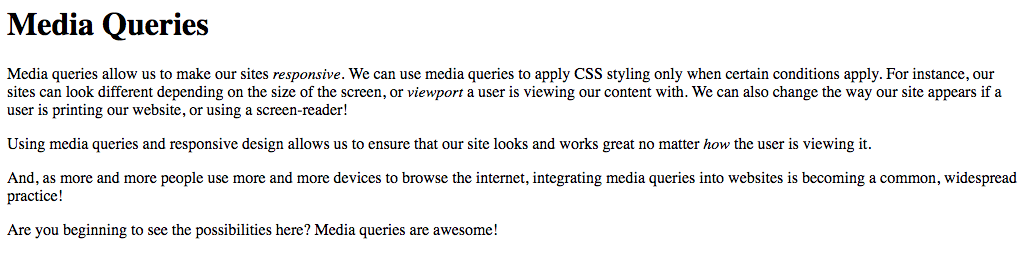 Media Queries
Media queries allow us to make our sites responsive. We can use media queries to apply CSS styling only when certain conditions apply. For instance, our
sites can look different depending on the size of the screen, or viewport a user is viewing our content with. We can also change the way our site appears if a
user is printing our website, or using a screen-reader!
Using media queries and responsive design allows us to ensure that our site looks and works great no matter how the user is viewing it.
And, as more and more people use more and more devices to browse the internet, integrating media queries into websites is becoming a common, widespread
practice!
Are you beginning to see the possibilities here? Media queries are awesome!